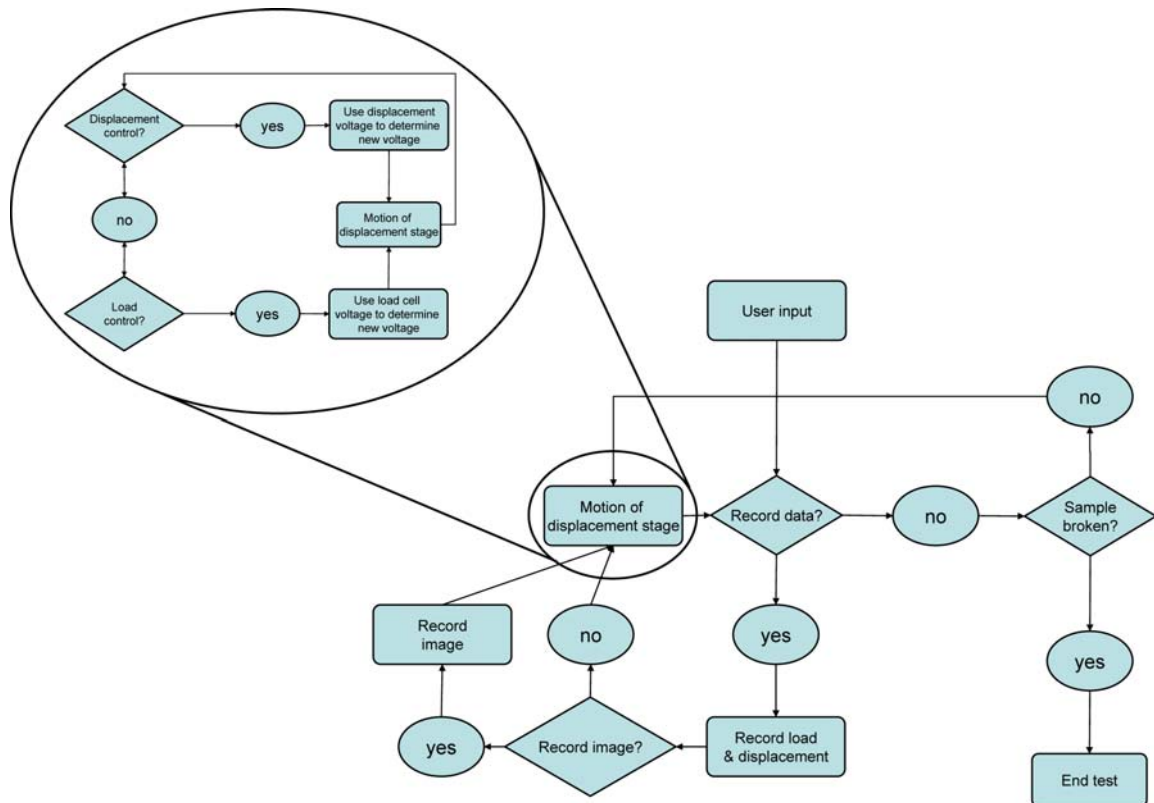 Displacement
control?
yes
Use displacement
voltage to determine
new voltage
no
Motion of
displacement stage
Load
control?
yes
Use load cell
voltage to determine
new voltage
User input
no
Motion of
displacement stage
Record data?
no
Sample
broken?
Record
image
no
yes
yes
yes
Record image?
Record load
& displacement
End test